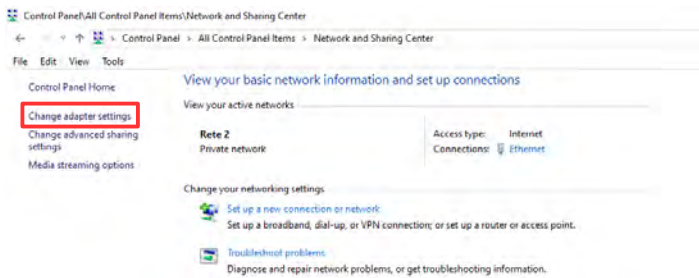 Control Panel\All Control Panel Items\Network and Sharing Center
Control Panel > All Control Panel Items > Network and Sharing Center
File Edit View Tools
Control Panel Home
Change adapter settings
Change advanced sharing
settings
Media streaming options
View your basic network information and set up connections
View your active networks
Rete 2
Private network
Access type: Internet
Connections: Ethernet
Change your networking settings
Set up a new connection or network
Set up a broadband, dial-up, or VPN connection; or set up a router or access point.
Troubleshoot problems
Diagnose and repair network problems, or get troubleshooting information.